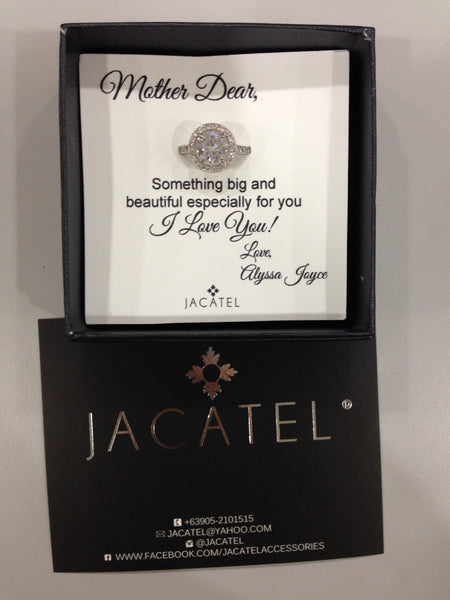 Mother Dear,
Something big and
beautiful especially for you
I Love You!
Love,
Alyssa Joyce
JACATEL
JACATEL ®
+63905-2101515
JACATEL@YAHOO.COM
@JACATEL
WWW.FACEBOOK.COM/JACATELACCESSORIES